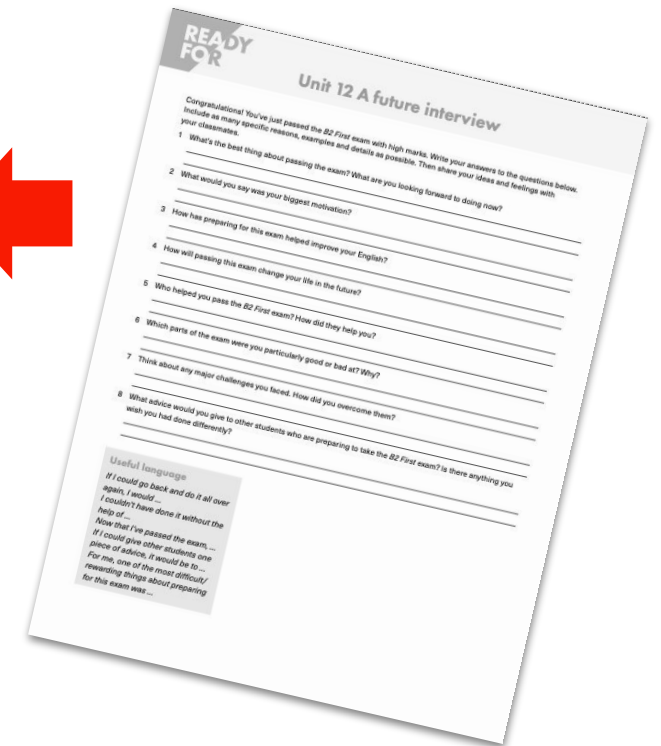 READY
FOR
Unit 12 A future interview
Congratulations! You've just passed the B2 First exam with high marks. Write your answers to the questions below.
Include as many specific reasons, examples and details as possible. Then share your ideas and feelings with
your classmates.
1 What's the best thing about passing the exam? What are you looking forward to doing now?
2 What would you say was your biggest motivation?
3 How has preparing for this exam helped improve your English?
4 How will passing this exam change your life in the future?
5 Who helped you pass the B2 First exam? How did they help you?
6 Which parts of the exam were you particularly good or bad at? Why?
7 Think about any major challenges you faced. How did you overcome them?
8 What advice would you give to other students who are preparing to take the B2 First exam? Is there anything you
wish you had done differently?
Useful language
If I could go back and do it all over
again, I would ...
I couldn't have done it without the
help of ...
Now that I've passed the exam, ...
If I could give other students one
piece of advice, it would be to ...
For me, one of the most difficult/
rewarding things about preparing
for this exam was ...